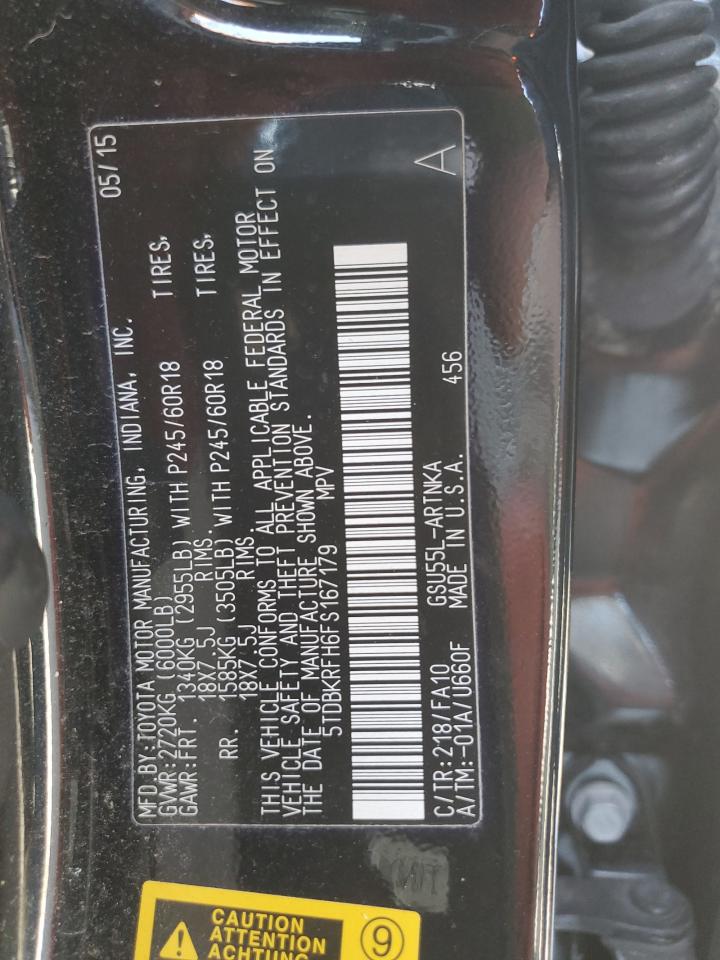 MFD BY:TOYOTA MOTOR MANUFACTURING, INDIANA, INC. 05/15
GVWR:2720KG (6000LB)
GAWR:FRT. 1340KG (2955LB) WITH P245/60R18 TIRES,
18X7.5J RIMS.
RR. 1585KG (3505LB) WITH P245/60R18 TIRES,
18X7.5J RIMS
THIS VEHICLE CONFORMS TO ALL APPLICABLE FEDERAL MOTOR
VEHICLE SAFETY AND THEFT PREVENTION STANDARDS IN EFFECT ON
THE DATE OF MANUFACTURE SHOWN ABOVE.
5TDBKRFH6FS167179 MPV
C/TR:218/FA10 GSU55L-ARTNKA
A/TM:-01A/U660F MADE IN U.S.A. 456 A
CAUTION
ATTENTION
ACHTUNG
9